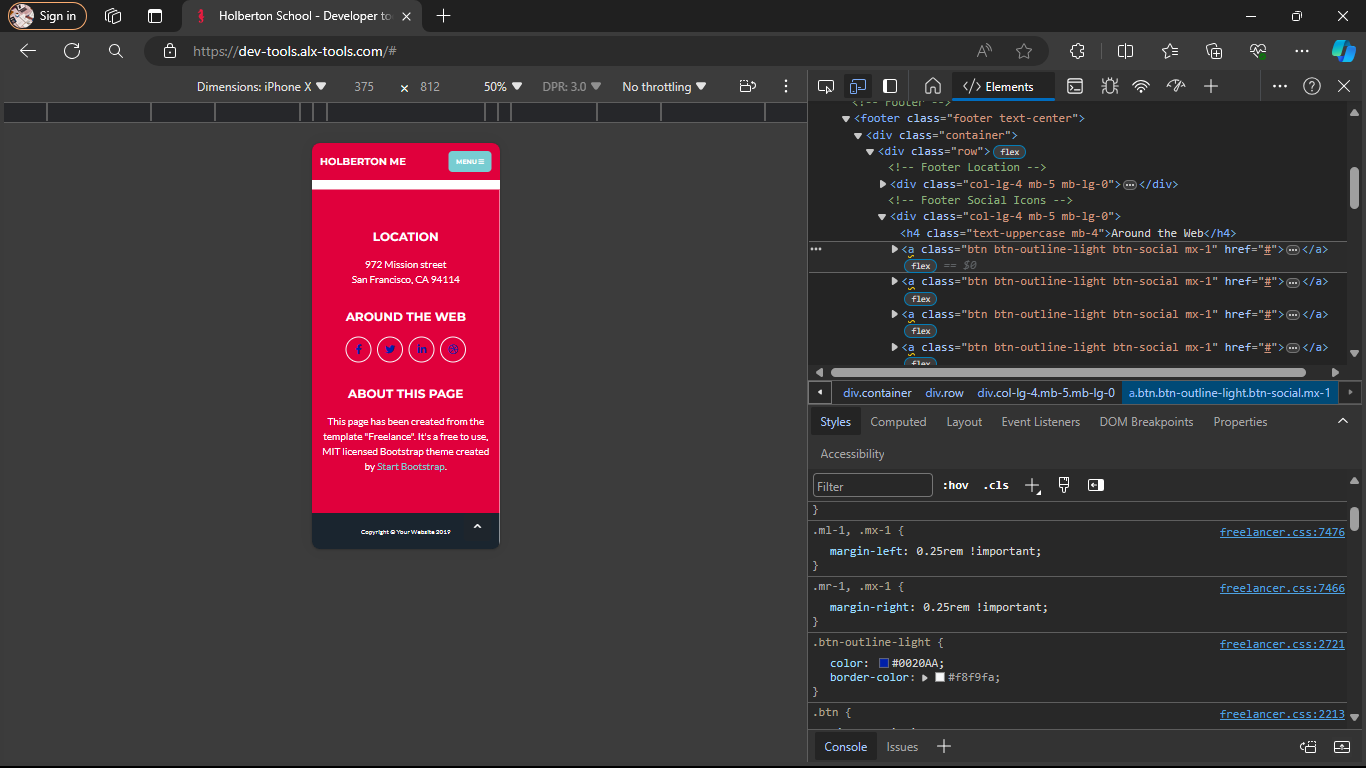 Sign in
Holberton School - Developer to
https://dev-tools.alx-tools.com/#
Dimensions: iPhone X ▼ 375 × 812 50% ▼ DPR: 3.0 ▼ No throttling ▼
HOLBERTON ME
MENU
LOCATION
972 Mission street
San Francisco, CA 94114
AROUND THE WEB
ABOUT THIS PAGE
This page has been created from the
template "Freelance". It's a free to use,
MIT licensed Bootstrap theme created
by Start Bootstrap.
Copyright © Your Website 2019
</> Elements
<!-- Footer -->
<footer class="footer text-center">
<div class="container">
<div class="row"> flex
<!-- Footer Location -->
<div class="col-lg-4 mb-5 mb-lg-0"> … </div>
<!-- Footer Social Icons -->
<div class="col-lg-4 mb-5 mb-lg-0">
<h4 class="text-uppercase mb-4">Around the Web</h4>
<a class="btn btn-outline-light btn-social mx-1" href="#"> … </a>
flex == $0
<a class="btn btn-outline-light btn-social mx-1" href="#"> … </a>
flex
<a class="btn btn-outline-light btn-social mx-1" href="#"> … </a>
flex
<a class="btn btn-outline-light btn-social mx-1" href="#"> … </a>
flex
div.container div.row div.col-lg-4.mb-5.mb-lg-0 a.btn.btn-outline-light.btn-social.mx-1
Styles Computed Layout Event Listeners DOM Breakpoints Properties
Accessibility
Filter :hov .cls
}
.ml-1, .mx-1 { freelancer.css:7476
margin-left: 0.25rem !important;
}
.mr-1, .mx-1 { freelancer.css:7466
margin-right: 0.25rem !important;
}
.btn-outline-light { freelancer.css:2721
color: #0020AA;
border-color: #f8f9fa;
}
.btn { freelancer.css:2213
Console Issues